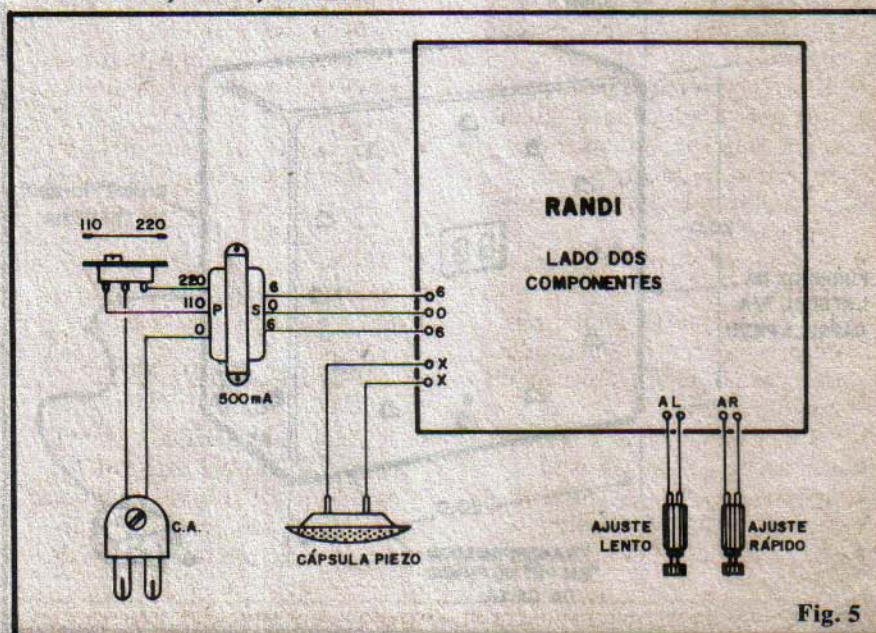 RANDI
LADO DOS
COMPONENTES
110 220
220
110
0
P S
6
0
6
6
0
6
X
X
500mA
AL AR
C.A.
CÁPSULA PIEZO
AJUSTE
LENTO
AJUSTE
RÁPIDO
Fig. 5